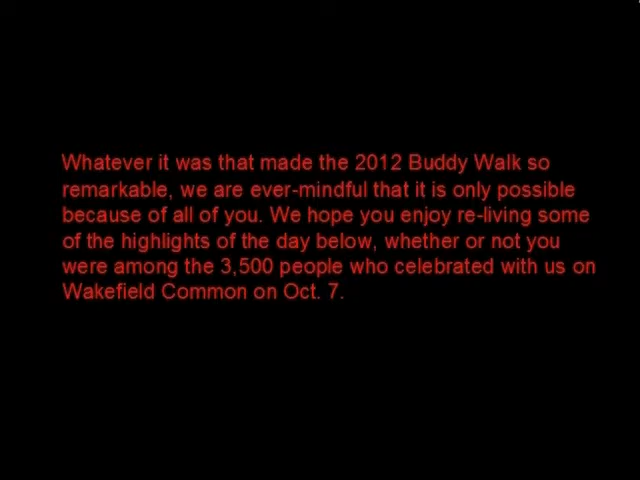 Whatever it was that made the 2012 Buddy Walk so
remarkable, we are ever-mindful that it is only possible
because of all of you. We hope you enjoy re-living some
of the highlights of the day below, whether or not you
were among the 3,500 people who celebrated with us on
Wakefield Common on Oct. 7.